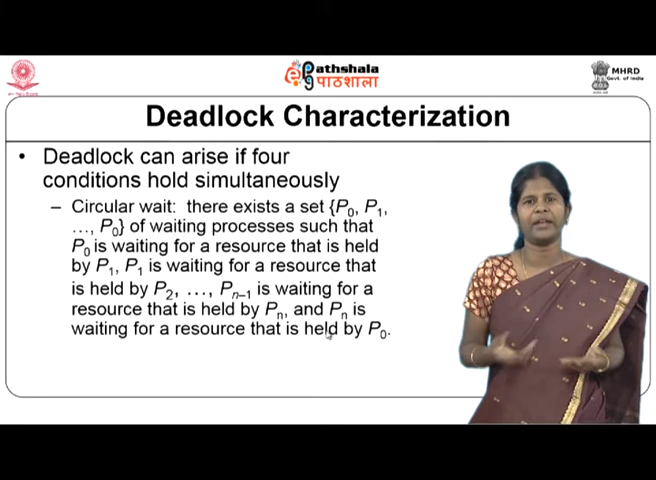 Pathshala
पाठशाला
MHRD
Govt. of India
Deadlock Characterization
• Deadlock can arise if four
conditions hold simultaneously
– Circular wait: there exists a set {P0, P1,
…, P0} of waiting processes such that
P0 is waiting for a resource that is held
by P1, P1 is waiting for a resource that
is held by P2, …, Pn–1 is waiting for a
resource that is held by Pn, and Pn is
waiting for a resource that is held by P0.